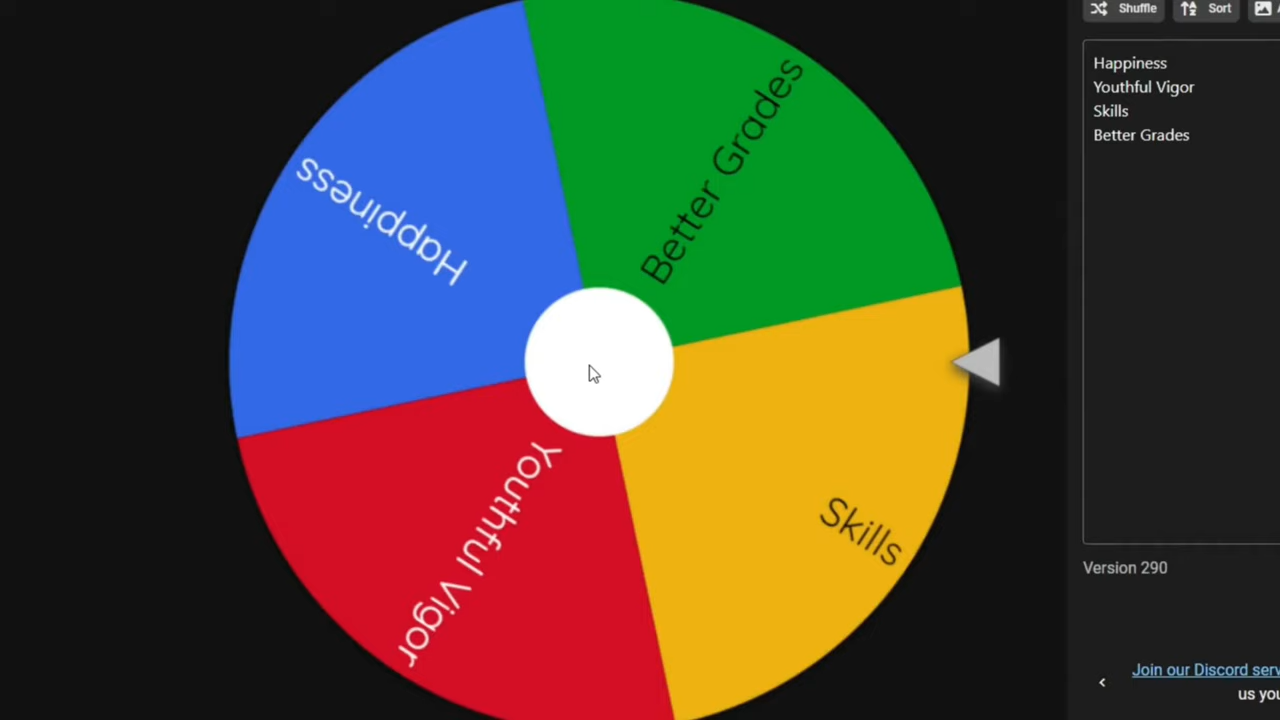 Shuffle
Sort
Happiness
Youthful Vigor
Skills
Better Grades
Better Grades
Happiness
Skills
Youthful Vigor
Version 290
Join our Discord serv
us you